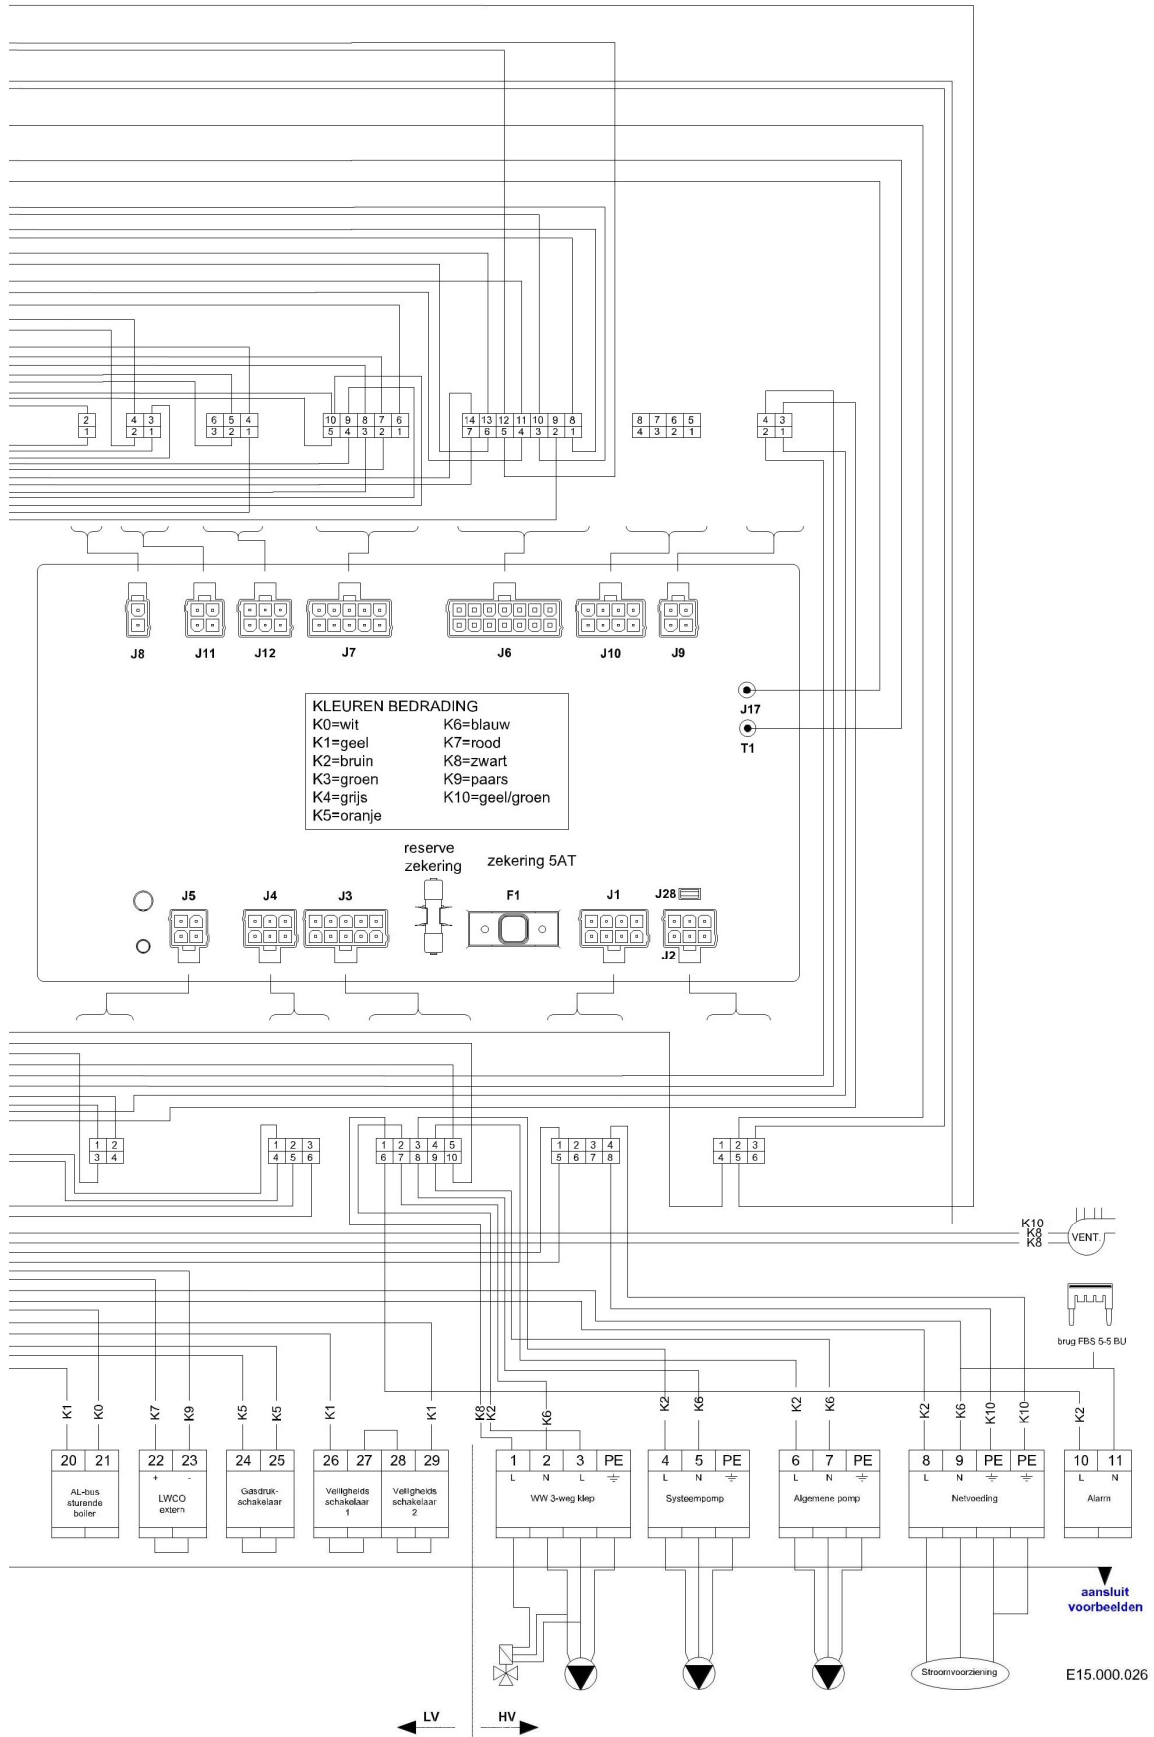 2 4 3 6 5 4 10 9 8 7 6 14 13 12 11 10 9 8 8 7 6 5 4 3
1 2 1 3 2 1 5 4 3 2 1 7 6 5 4 3 2 1 4 3 2 1 2 1
J8 J11 J12 J7 J6 J10 J9
J17
T1
KLEUREN BEDRADING
K0=wit K6=blauw
K1=geel K7=rood
K2=bruin K8=zwart
K3=groen K9=paars
K4=grijs K10=geel/groen
K5=oranje
reserve
zekering
zekering 5AT
J5 J4 J3 F1 J1 J28
J2
1 2 1 2 3 1 2 3 4 5 1 2 3 4 1 2 3
3 4 4 5 6 6 7 8 9 10 5 6 7 8 4 5 6
K10
K8
K8
VENT.
brug FBS 5-5 BU
K1 K0 K7 K9 K5 K5 K1 K1 K8 K2 K6 K2 K6 K2 K6 K2 K6 K10 K10 K2
20 21 22 23 24 25 26 27 28 29 1 2 3 PE 4 5 PE 6 7 PE 8 9 PE PE 10 11
+ - L N L L N L N L N L N
AL-bus
sturende
boiler
LWCO
extern
Gasdruk-
schakelaar
Veiligheids
schakelaar
1
Veiligheids
schakelaar
2
WW 3-weg klep
Systeempomp
Algemene pomp
Netvoeding
Alarm
aansluit
voorbeelden
Stroomvoorziening
E15.000.026
LV HV